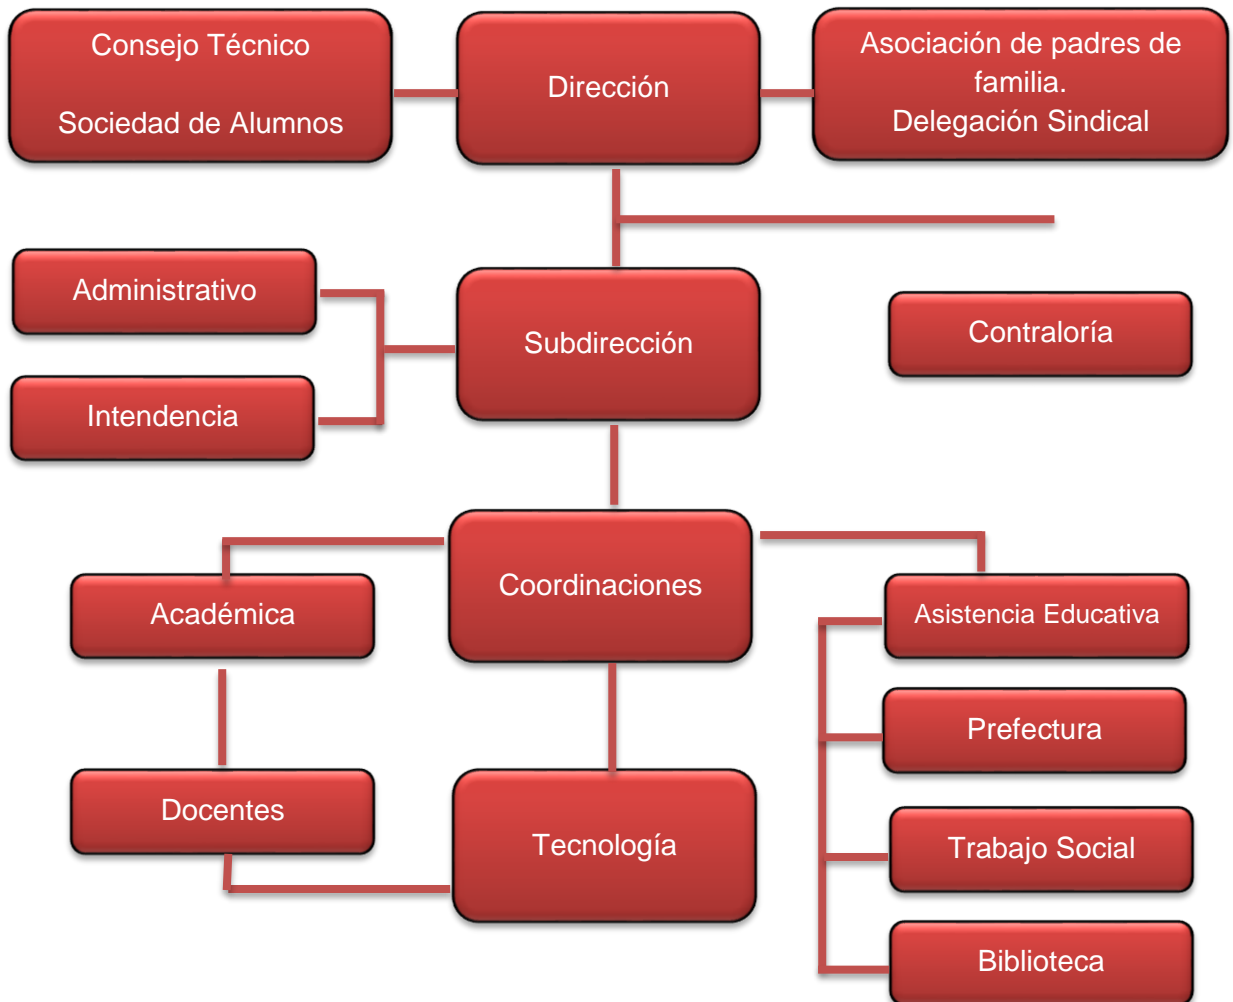 Consejo Técnico
Sociedad de Alumnos
Dirección
Asociación de padres de
familia.
Delegación Sindical
Administrativo
Intendencia
Subdirección
Contraloría
Coordinaciones
Académica
Asistencia Educativa
Prefectura
Docentes
Tecnología
Trabajo Social
Biblioteca